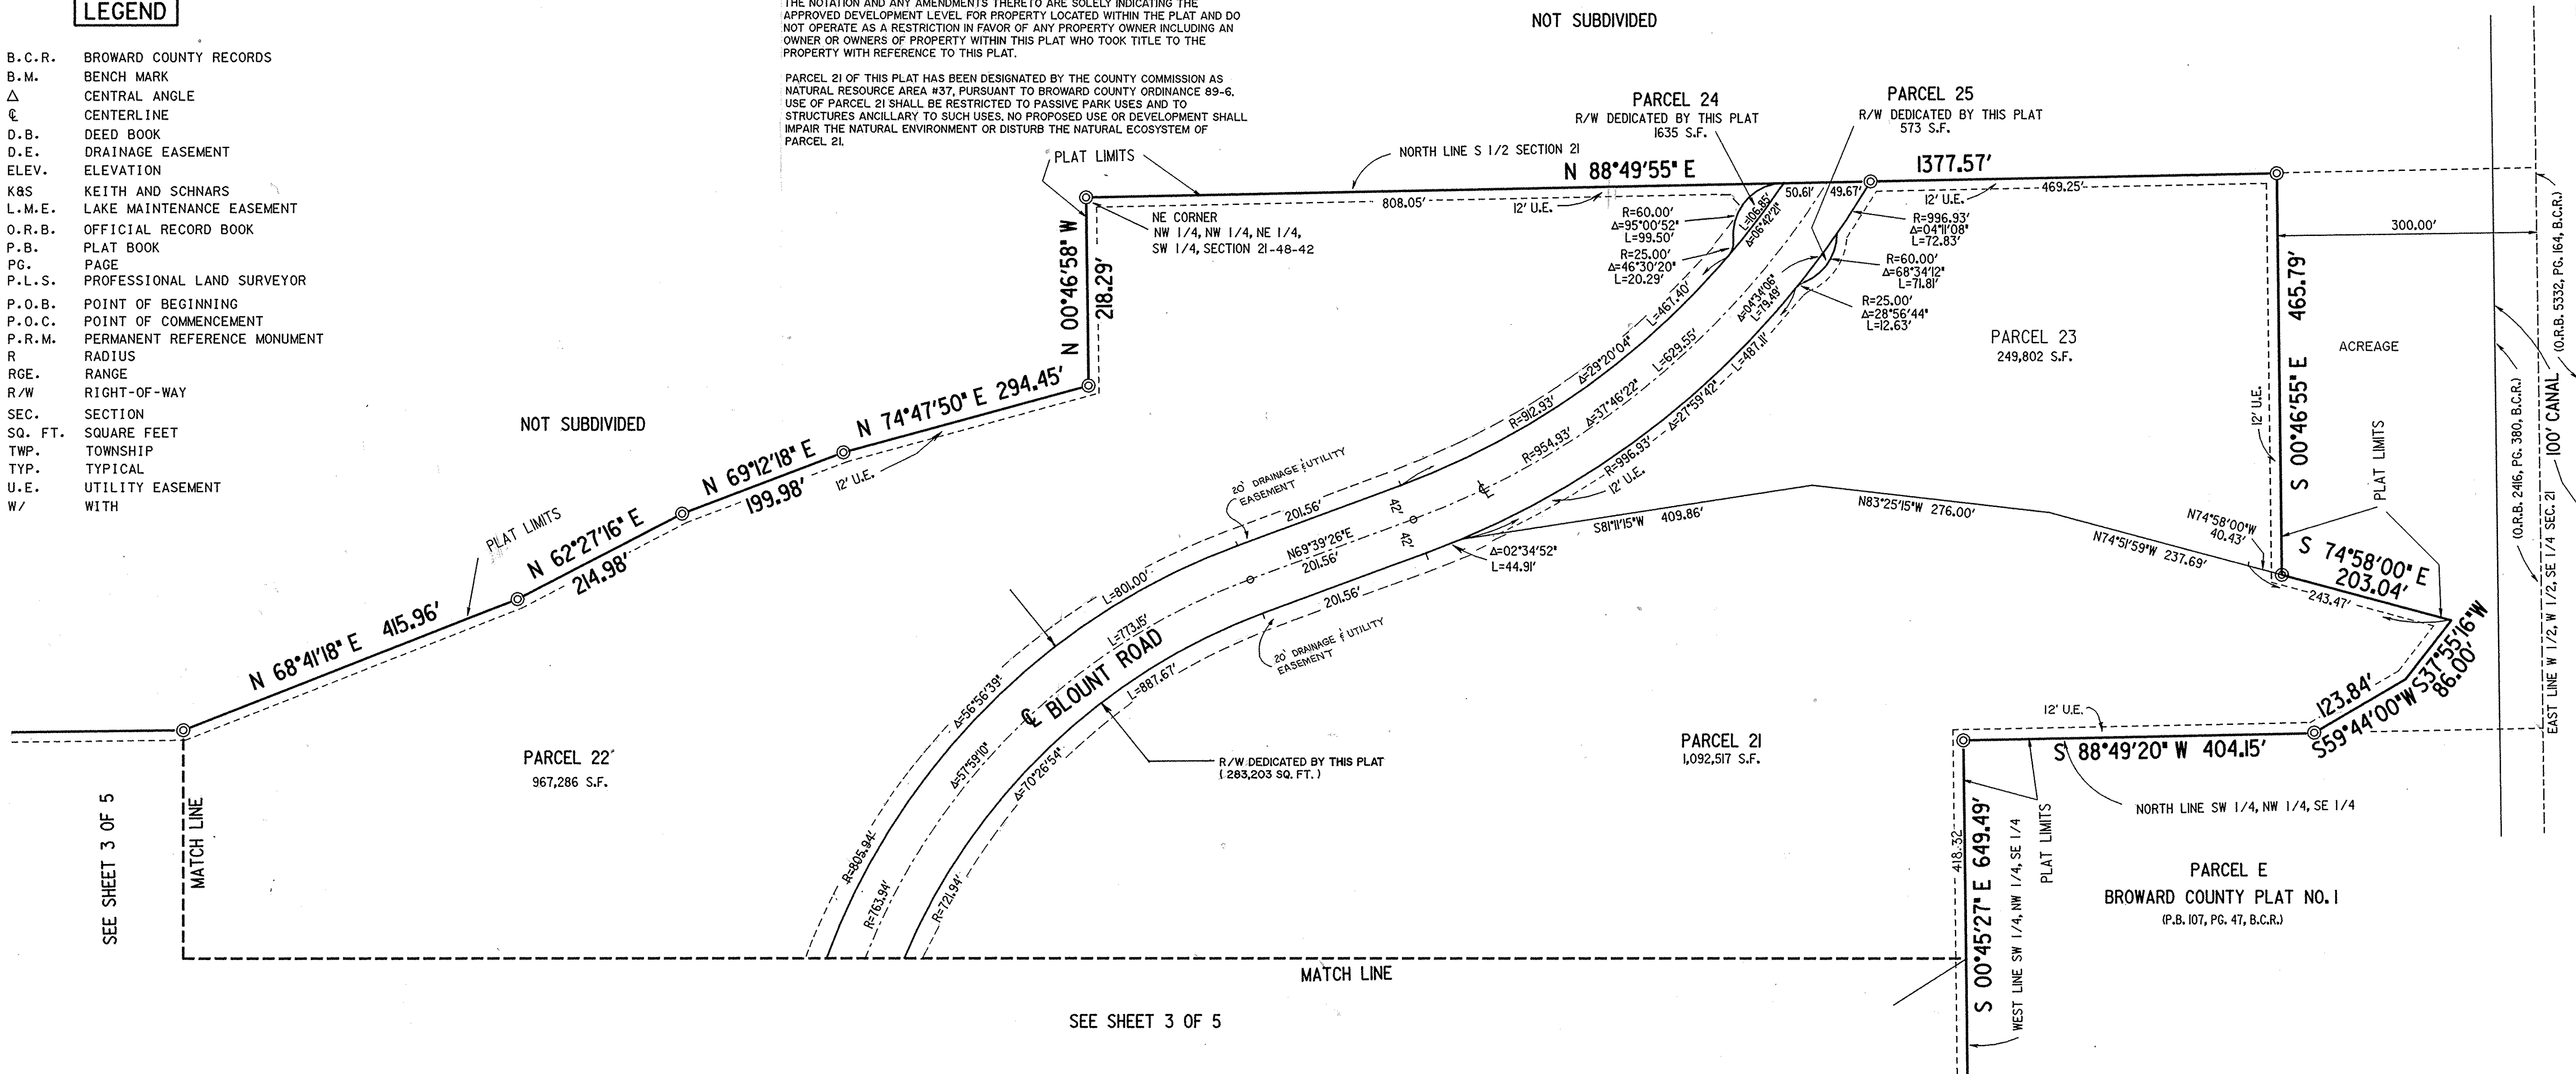 LEGEND
B.C.R. BROWARD COUNTY RECORDS
B.M. BENCH MARK
Δ CENTRAL ANGLE
℄ CENTERLINE
D.B. DEED BOOK
D.E. DRAINAGE EASEMENT
ELEV. ELEVATION
K&S KEITH AND SCHNARS
L.M.E. LAKE MAINTENANCE EASEMENT
O.R.B. OFFICIAL RECORD BOOK
P.B. PLAT BOOK
PG. PAGE
P.L.S. PROFESSIONAL LAND SURVEYOR
P.O.B. POINT OF BEGINNING
P.O.C. POINT OF COMMENCEMENT
P.R.M. PERMANENT REFERENCE MONUMENT
R RADIUS
RGE. RANGE
R/W RIGHT-OF-WAY
SEC. SECTION
SQ. FT. SQUARE FEET
TWP. TOWNSHIP
TYP. TYPICAL
U.E. UTILITY EASEMENT
W/ WITH
THE NOTATION AND ANY AMENDMENTS THERETO ARE SOLELY INDICATING THE
APPROVED DEVELOPMENT LEVEL FOR PROPERTY LOCATED WITHIN THE PLAT AND DO
NOT OPERATE AS A RESTRICTION IN FAVOR OF ANY PROPERTY OWNER INCLUDING AN
OWNER OR OWNERS OF PROPERTY WITHIN THIS PLAT WHO TOOK TITLE TO THE
PROPERTY WITH REFERENCE TO THIS PLAT.
PARCEL 21 OF THIS PLAT HAS BEEN DESIGNATED BY THE COUNTY COMMISSION AS
NATURAL RESOURCE AREA #37, PURSUANT TO BROWARD COUNTY ORDINANCE 89-6.
USE OF PARCEL 21 SHALL BE RESTRICTED TO PASSIVE PARK USES AND TO
STRUCTURES ANCILLARY TO SUCH USES. NO PROPOSED USE OR DEVELOPMENT SHALL
IMPAIR THE NATURAL ENVIRONMENT OR DISTURB THE NATURAL ECOSYSTEM OF
PARCEL 21.
NOT SUBDIVIDED
PARCEL 24
R/W DEDICATED BY THIS PLAT
1635 S.F.
PARCEL 25
R/W DEDICATED BY THIS PLAT
573 S.F.
PLAT LIMITS
NORTH LINE S 1/2 SECTION 21
N 88°49'55" E
1377.57'
808.05'
12' U.E.
50.61'
49.67'
12' U.E.
469.25'
NE CORNER
NW 1/4, NW 1/4, NE 1/4,
SW 1/4, SECTION 21-48-42
N 00°46'58" W
218.29'
R=60.00'
Δ=95°00'52"
L=99.50'
R=25.00'
Δ=46°30'20"
L=20.29'
L=106.85'
Δ=06°42'21"
R=996.93'
Δ=04°11'08"
L=72.83'
R=60.00'
Δ=68°34'12"
L=71.81'
R=25.00'
Δ=28°56'44"
L=12.63'
Δ=04°34'06"
L=79.49'
L=467.40'
Δ=29°20'04"
R=912.93'
L=629.55'
Δ=37°46'22"
R=954.93'
L=487.11'
Δ=27°59'42"
R=996.93'
12' U.E.
PARCEL 23
249,802 S.F.
300.00'
S 00°46'55" E 465.79'
12' U.E.
ACREAGE
PLAT LIMITS
(O.R.B. 2416, PG. 380, B.C.R.)
100' CANAL
(O.R.B. 5332, PG. 164, B.C.R.)
EAST LINE W 1/2, W 1/2, SE 1/4 SEC. 21
NOT SUBDIVIDED
N 74°47'50" E 294.45'
12' U.E.
N 69°12'18" E
199.98'
N 62°27'16" E
214.98'
PLAT LIMITS
N 68°41'18" E 415.96'
20' DRAINAGE & UTILITY
EASEMENT
201.56'
42'
42'
℄
N69°39'26"E
201.56'
201.56'
20' DRAINAGE & UTILITY
EASEMENT
Δ=02°34'52"
L=44.91'
S81°11'15"W 409.86'
N83°25'15"W 276.00'
N74°51'59"W 237.69'
N74°58'00"W
40.43'
S 74°58'00" E
203.04'
243.47'
S37°55'16"W
86.00'
123.84'
S59°44'00"W
L=801.00'
Δ=56°56'39"
R=805.94'
L=773.15'
℄ BLOUNT ROAD
Δ=57°59'10"
R=763.94'
L=887.67'
Δ=70°26'54"
R=721.94'
R/W DEDICATED BY THIS PLAT
(283,203 SQ. FT.)
PARCEL 22
967,286 S.F.
PARCEL 21
1,092,517 S.F.
12' U.E.
S 88°49'20" W 404.15'
NORTH LINE SW 1/4, NW 1/4, SE 1/4
PLAT LIMITS
418.32
S 00°45'27" E 649.49'
WEST LINE SW 1/4, NW 1/4, SE 1/4
PARCEL E
BROWARD COUNTY PLAT NO. 1
(P.B. 107, PG. 47, B.C.R.)
SEE SHEET 3 OF 5
MATCH LINE
MATCH LINE
SEE SHEET 3 OF 5